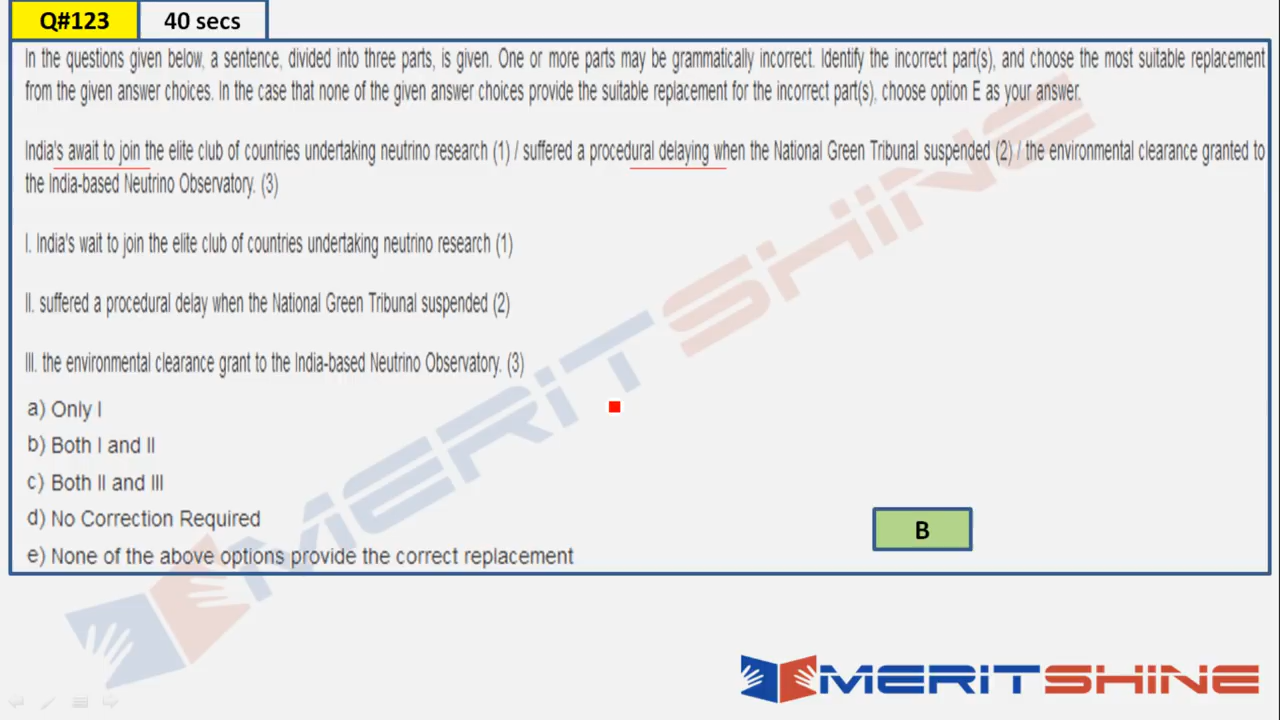 Q#123
40 secs
In the questions given below, a sentence, divided into three parts, is given. One or more parts may be grammatically incorrect. Identify the incorrect part(s), and choose the most suitable replacement
from the given answer choices. In the case that none of the given answer choices provide the suitable replacement for the incorrect part(s), choose option E as your answer.
India's await to join the elite club of countries undertaking neutrino research (1) / suffered a procedural delaying when the National Green Tribunal suspended (2) / the environmental clearance granted to
the India-based Neutrino Observatory. (3)
I. India's wait to join the elite club of countries undertaking neutrino research (1)
II. suffered a procedural delay when the National Green Tribunal suspended (2)
III. the environmental clearance grant to the India-based Neutrino Observatory. (3)
a) Only I
b) Both I and II
c) Both II and III
d) No Correction Required
e) None of the above options provide the correct replacement
B
MERiTSHiNE
MERiTSHiNE